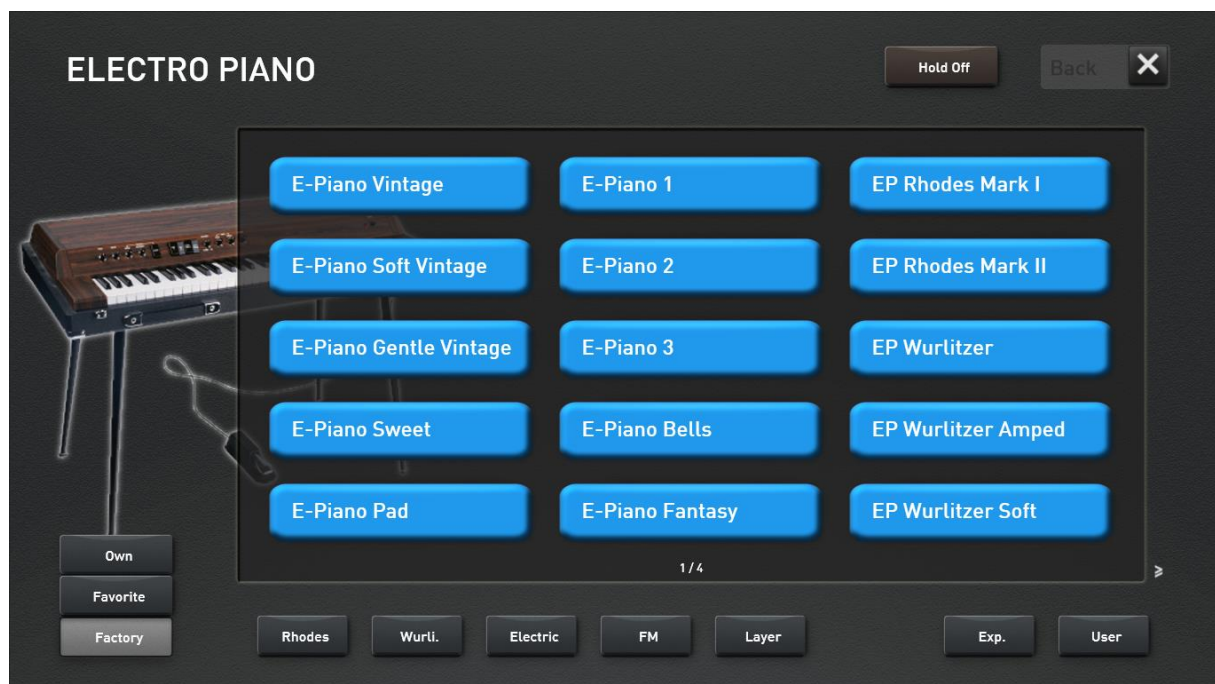 ELECTRO PIANO
Hold Off
Back
E-Piano Vintage
E-Piano 1
EP Rhodes Mark I
E-Piano Soft Vintage
E-Piano 2
EP Rhodes Mark II
E-Piano Gentle Vintage
E-Piano 3
EP Wurlitzer
E-Piano Sweet
E-Piano Bells
EP Wurlitzer Amped
E-Piano Pad
E-Piano Fantasy
EP Wurlitzer Soft
1/4
Own
Favorite
Factory
Rhodes
Wurli.
Electric
FM
Layer
Exp.
User